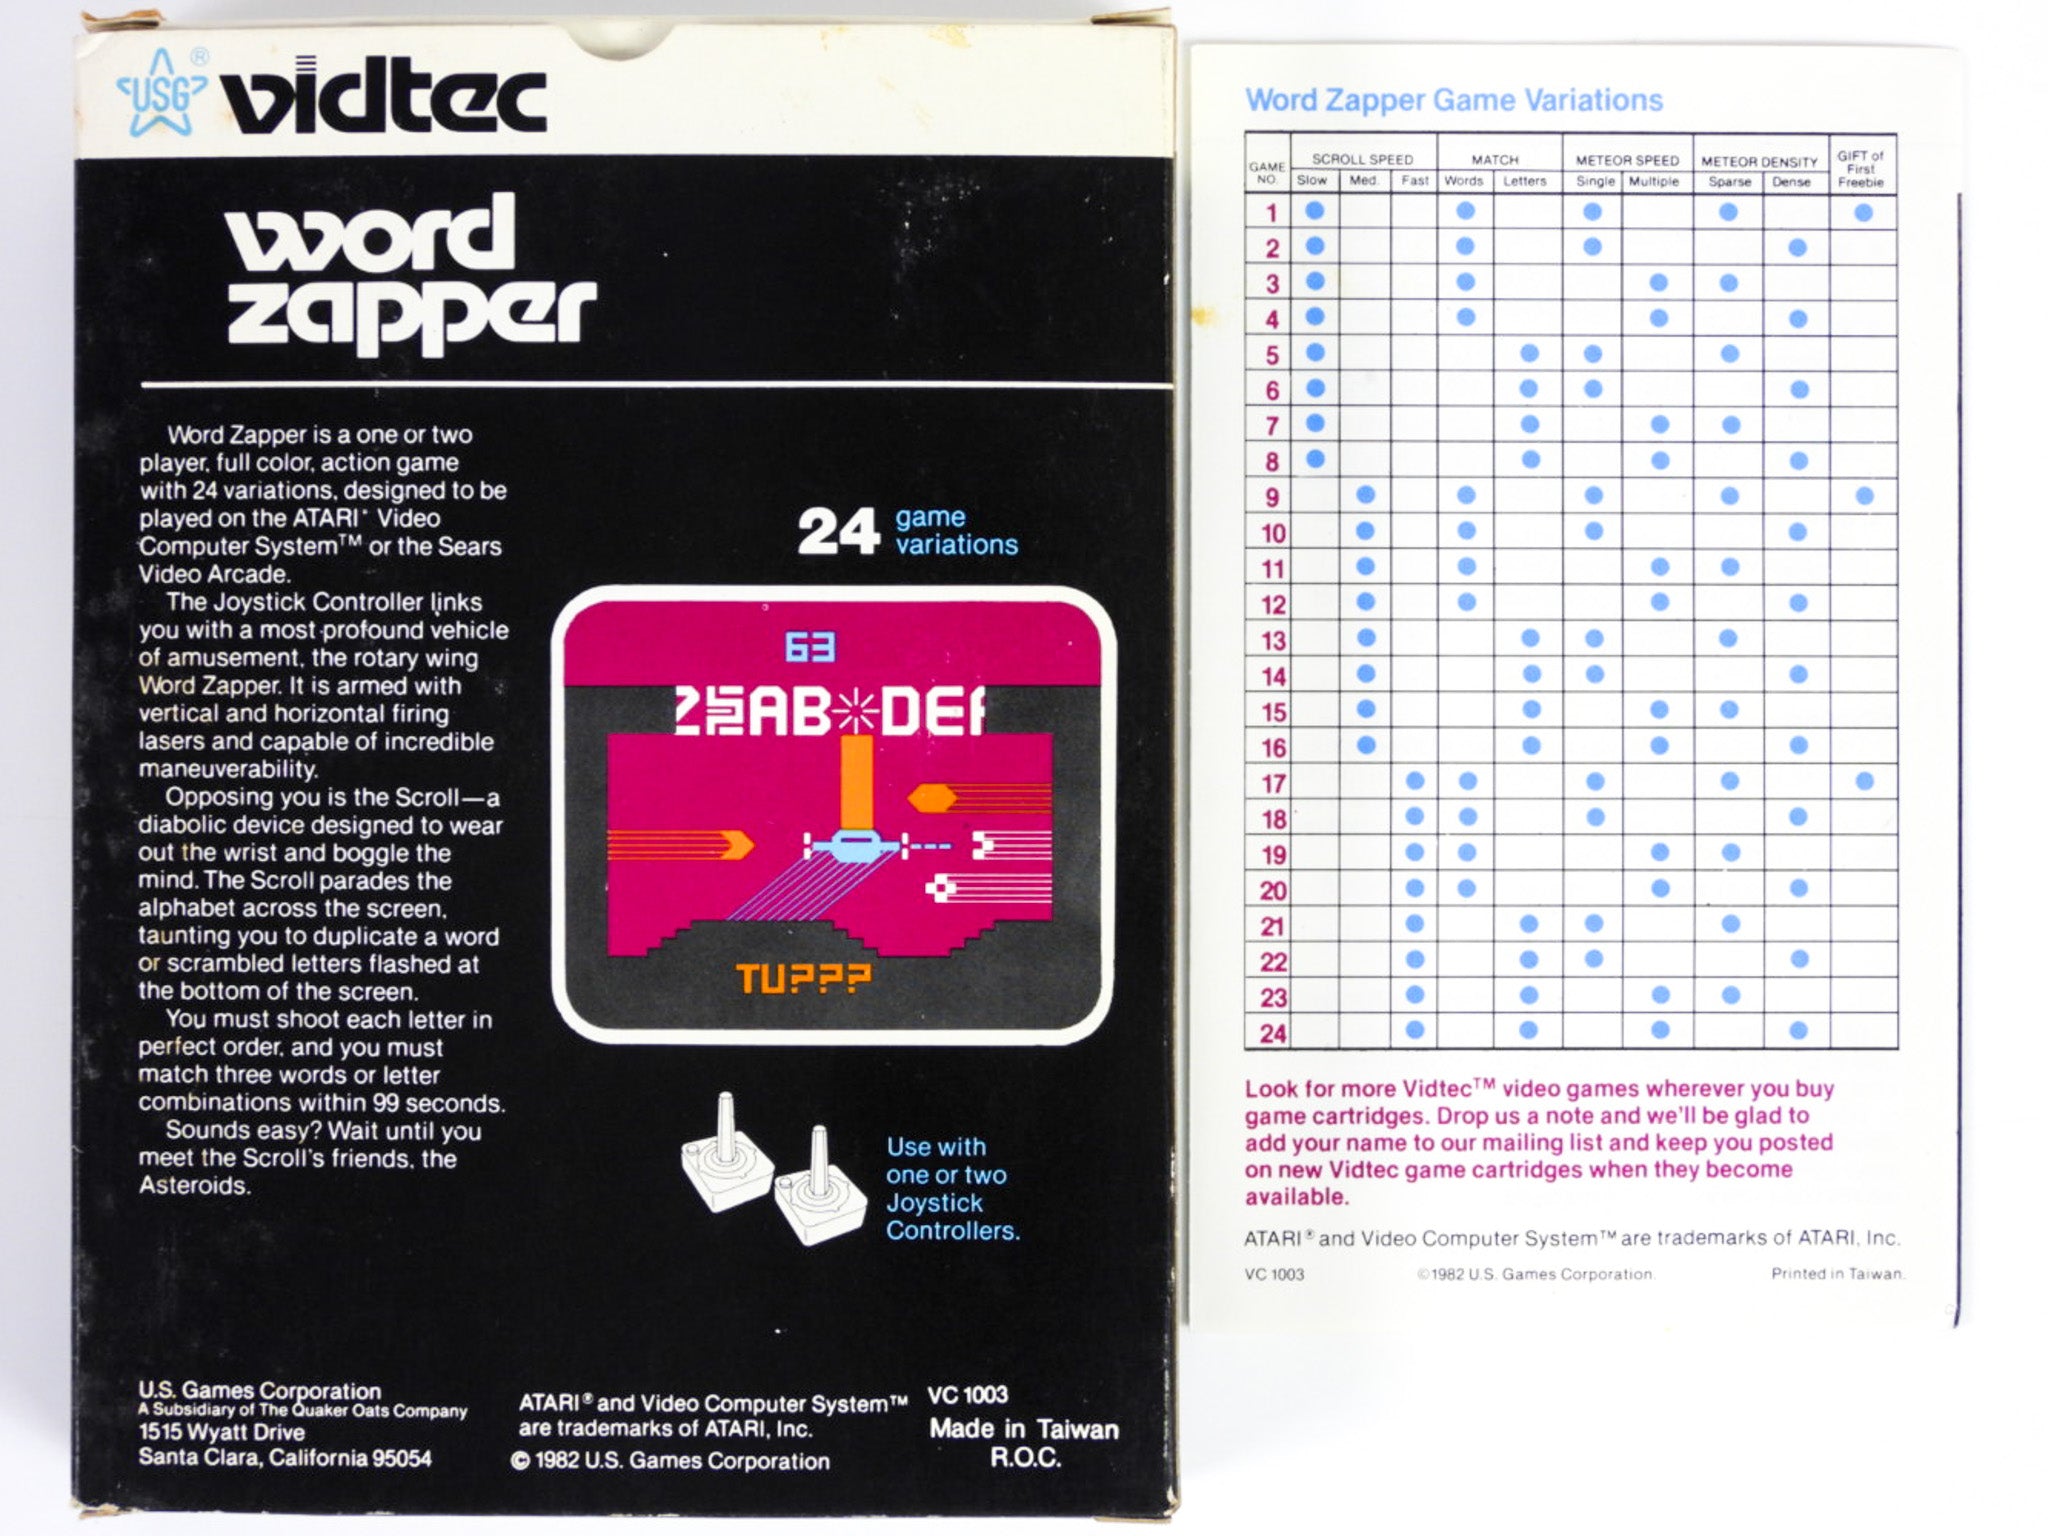 USG®
vidtec
word
zapper
Word Zapper is a one or two
player, full color, action game
with 24 variations, designed to be
played on the ATARI® Video
Computer System™ or the Sears
Video Arcade.
The Joystick Controller links
you with a most profound vehicle
of amusement, the rotary wing
Word Zapper. It is armed with
vertical and horizontal firing
lasers and capable of incredible
maneuverability.
Opposing you is the Scroll—a
diabolic device designed to wear
out the wrist and boggle the
mind. The Scroll parades the
alphabet across the screen,
taunting you to duplicate a word
or scrambled letters flashed at
the bottom of the screen.
You must shoot each letter in
perfect order, and you must
match three words or letter
combinations within 99 seconds.
Sounds easy? Wait until you
meet the Scroll's friends, the
Asteroids.
24 game
variations
63
AB DE
TU???
Use with
one or two
Joystick
Controllers.
U.S. Games Corporation
A Subsidiary of The Quaker Oats Company
1515 Wyatt Drive
Santa Clara, California 95054
ATARI® and Video Computer System™
are trademarks of ATARI, Inc.
© 1982 U.S. Games Corporation
VC 1003
Made in Taiwan
R.O.C.
Word Zapper Game Variations
GAME NO. SCROLL SPEED MATCH METEOR SPEED METEOR DENSITY GIFT of First Freebie
Slow Med. Fast Words Letters Single Multiple Sparse Dense
1
2
3
4
5
6
7
8
9
10
11
12
13
14
15
16
17
18
19
20
21
22
23
24
Look for more Vidtec™ video games wherever you buy
game cartridges. Drop us a note and we'll be glad to
add your name to our mailing list and keep you posted
on new Vidtec game cartridges when they become
available.
ATARI® and Video Computer System™ are trademarks of ATARI, Inc.
VC 1003 ©1982 U.S. Games Corporation. Printed in Taiwan.